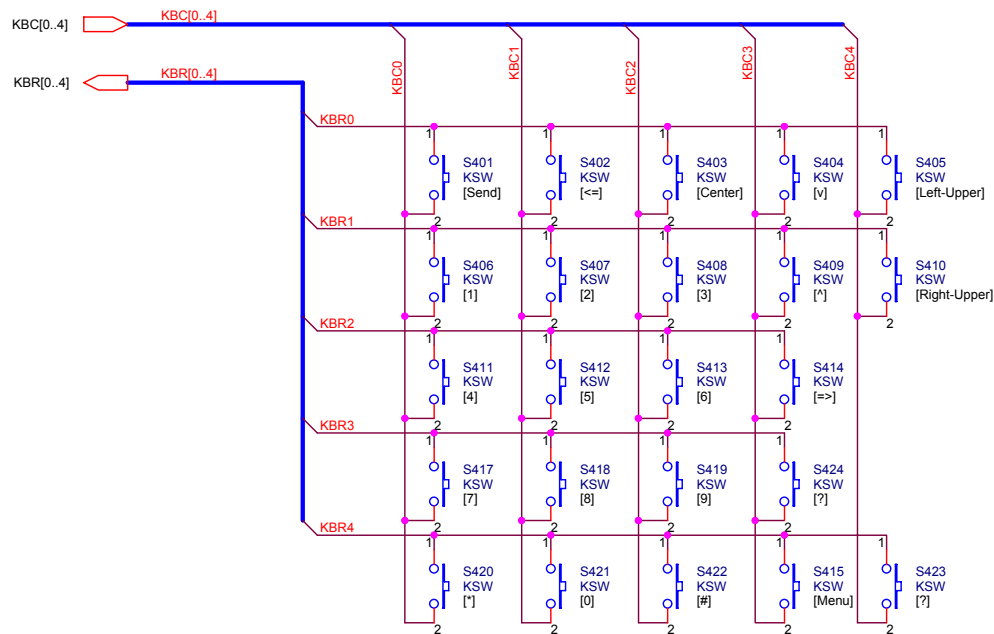 KBC[0..4] KBC[0..4]
KBR[0..4] KBR[0..4]
KBC0 KBC1 KBC2 KBC3 KBC4
KBR0
1 1 1 1 1
S401 S402 S403 S404 S405
KSW KSW KSW KSW KSW
[Send] [<=] [Center] [v] [Left-Upper]
2 2 2 2 2
KBR1
1 1 1 1 1
S406 S407 S408 S409 S410
KSW KSW KSW KSW KSW
[1] [2] [3] [^] [Right-Upper]
2 2 2 2 2
KBR2
1 1 1 1
S411 S412 S413 S414
KSW KSW KSW KSW
[4] [5] [6] [=>]
2 2 2 2
KBR3
1 1 1 1
S417 S418 S419 S424
KSW KSW KSW KSW
[7] [8] [9] [?]
2 2 2 2
KBR4
1 1 1 1 1
S420 S421 S422 S415 S423
KSW KSW KSW KSW KSW
[*] [0] [#] [Menu] [?]
2 2 2 2 2